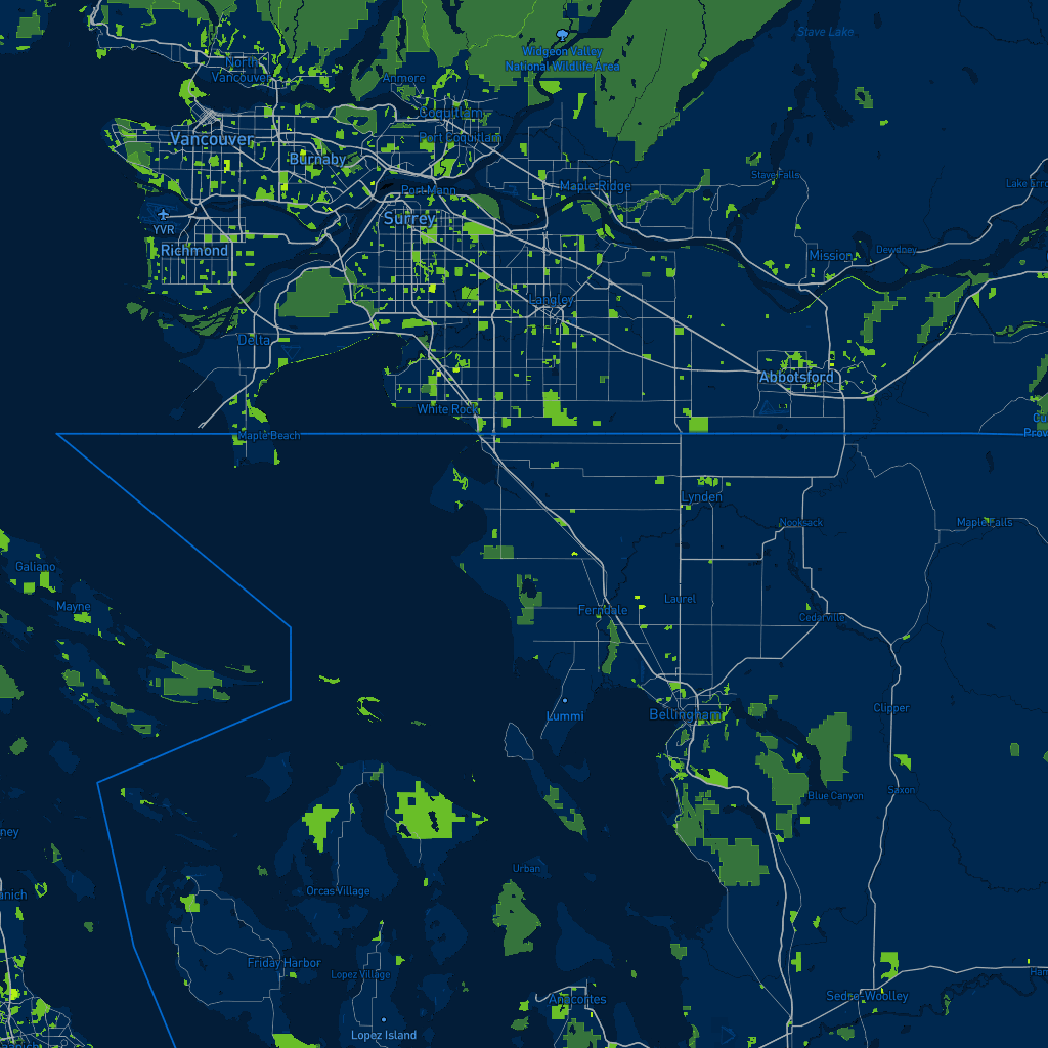 Stave Lake
Widgeon Valley
National Wildlife Area
North
Vancouver
Anmore
Coquitlam
Port Coquitlam
Vancouver
Burnaby
Stave Falls
Port Mann
Maple Ridge
Surrey
YVR
Richmond
Mission
Dewdney
Langley
Delta
Abbotsford
White Rock
Maple Beach
Lynden
Nooksack
Maple Falls
Galiano
Mayne
Laurel
Ferndale
Cedarville
Lummi
Bellingham
Clipper
Blue Canyon
Saxon
Urban
Orcas Village
Friday Harbor
Lopez Village
Anacortes
Sedro-Woolley
Lopez Island